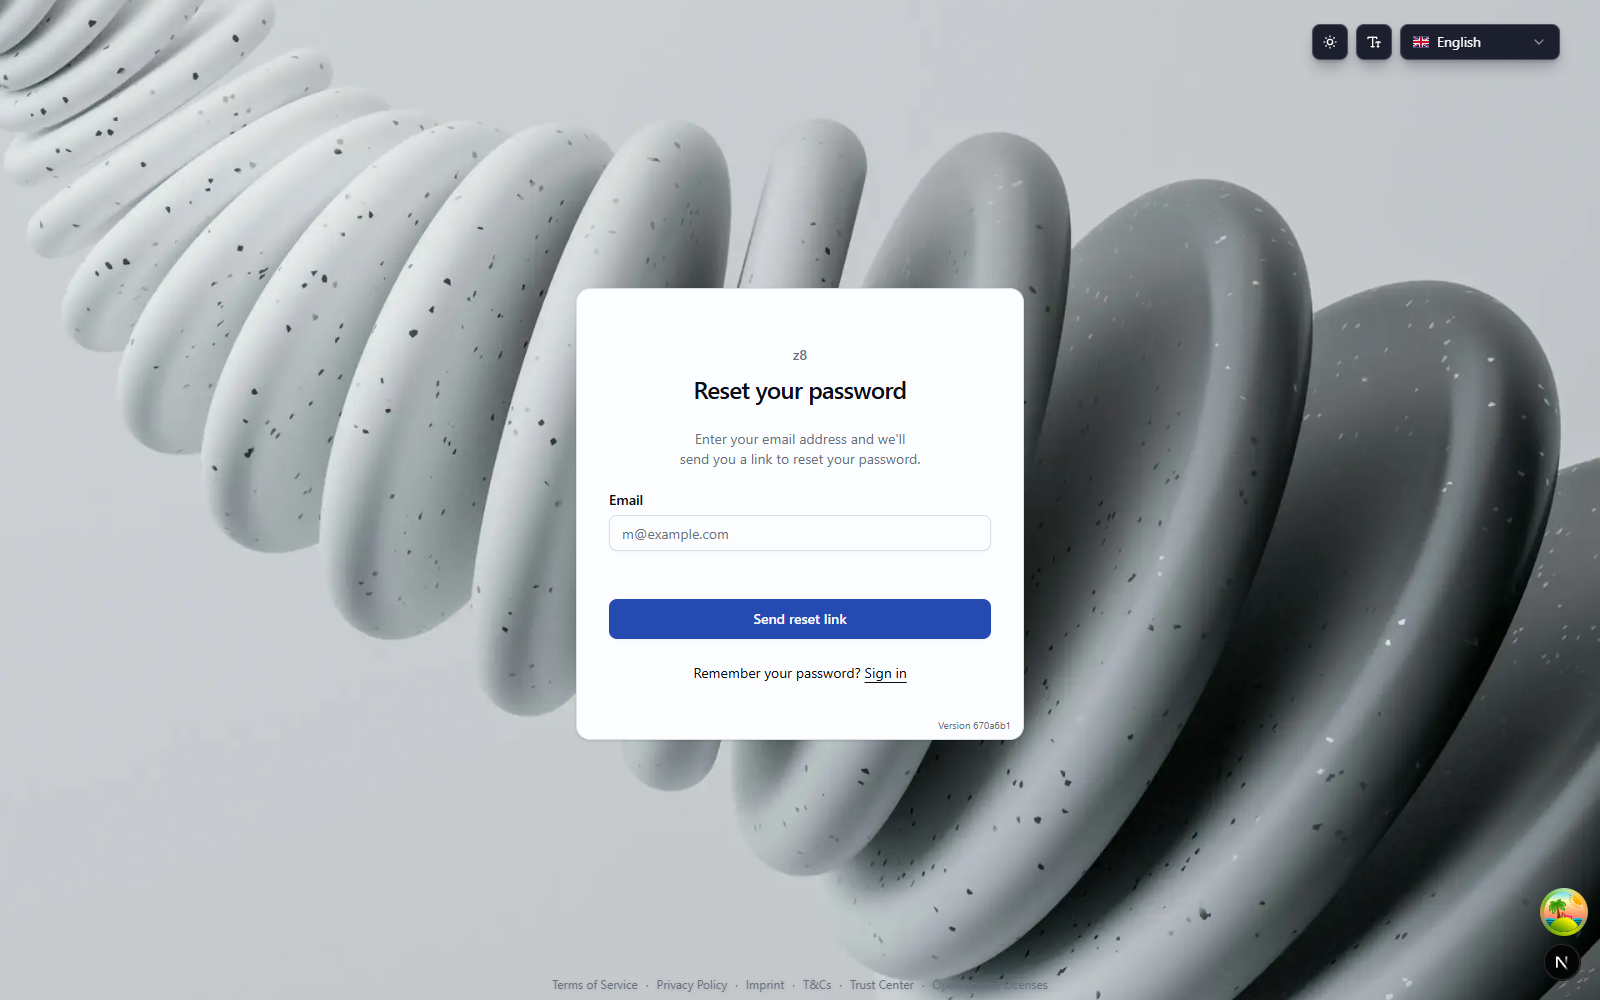 English
z8
Reset your password
Enter your email address and we'll
send you a link to reset your password.
Email
m@example.com
Send reset link
Remember your password? Sign in
Version 670a6b1
Terms of Service · Privacy Policy · Imprint · T&Cs · Trust Center · Licenses
N